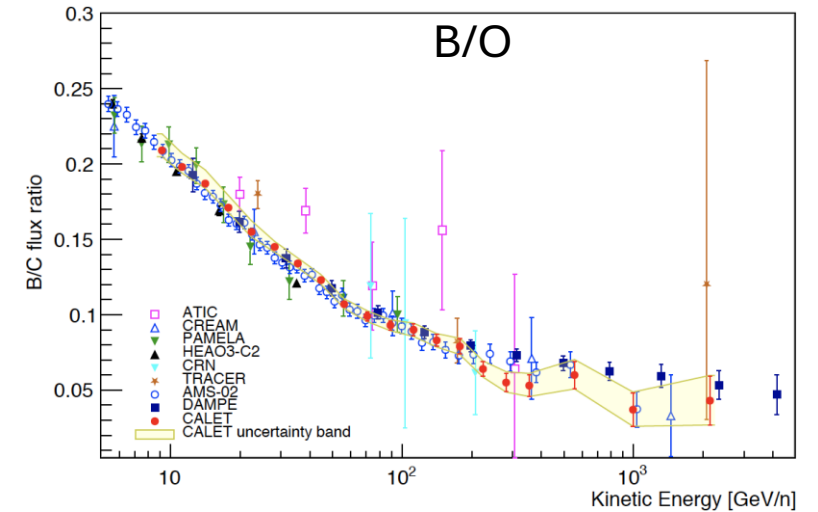 B/O
0.3
0.25
0.2
0.15
0.1
0.05
B/C flux ratio
ATIC
CREAM
PAMELA
HEAO3-C2
CRN
TRACER
AMS-02
DAMPE
CALET
CALET uncertainty band
10
10²
10³
Kinetic Energy [GeV/n]